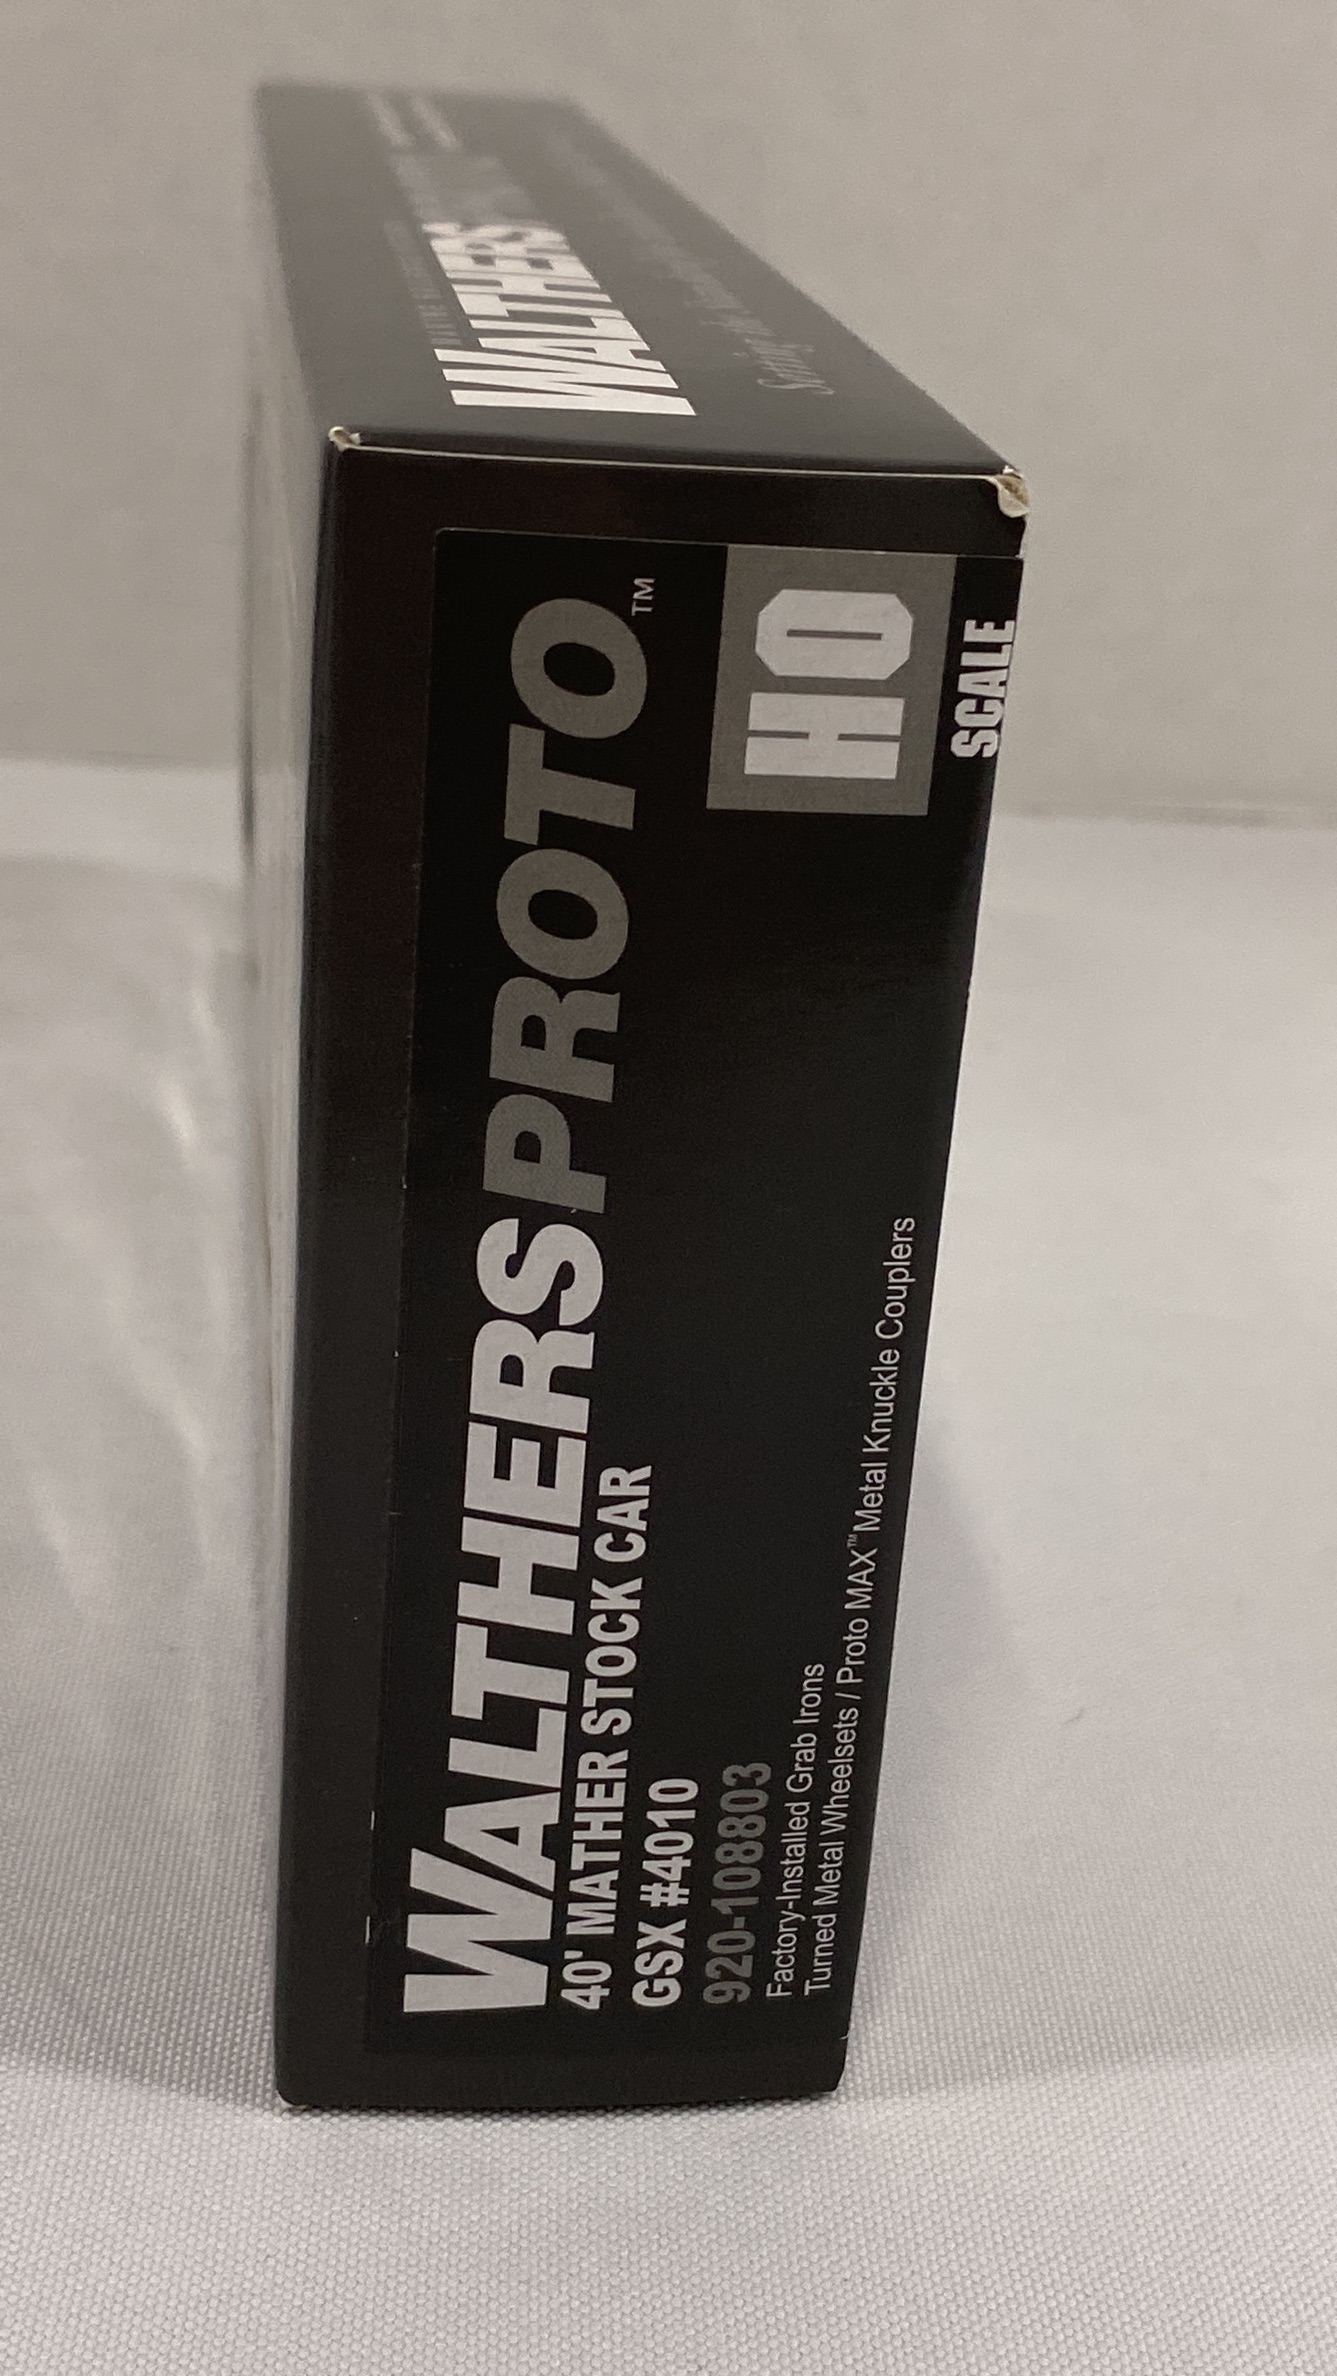 WALTHERS
WALTHERSPROTO™
40' MATHER STOCK CAR
GSX #4010
920-108803
Factory-Installed Grab Irons
Turned Metal Wheelsets / Proto MAX™ Metal Knuckle Couplers
HO
SCALE